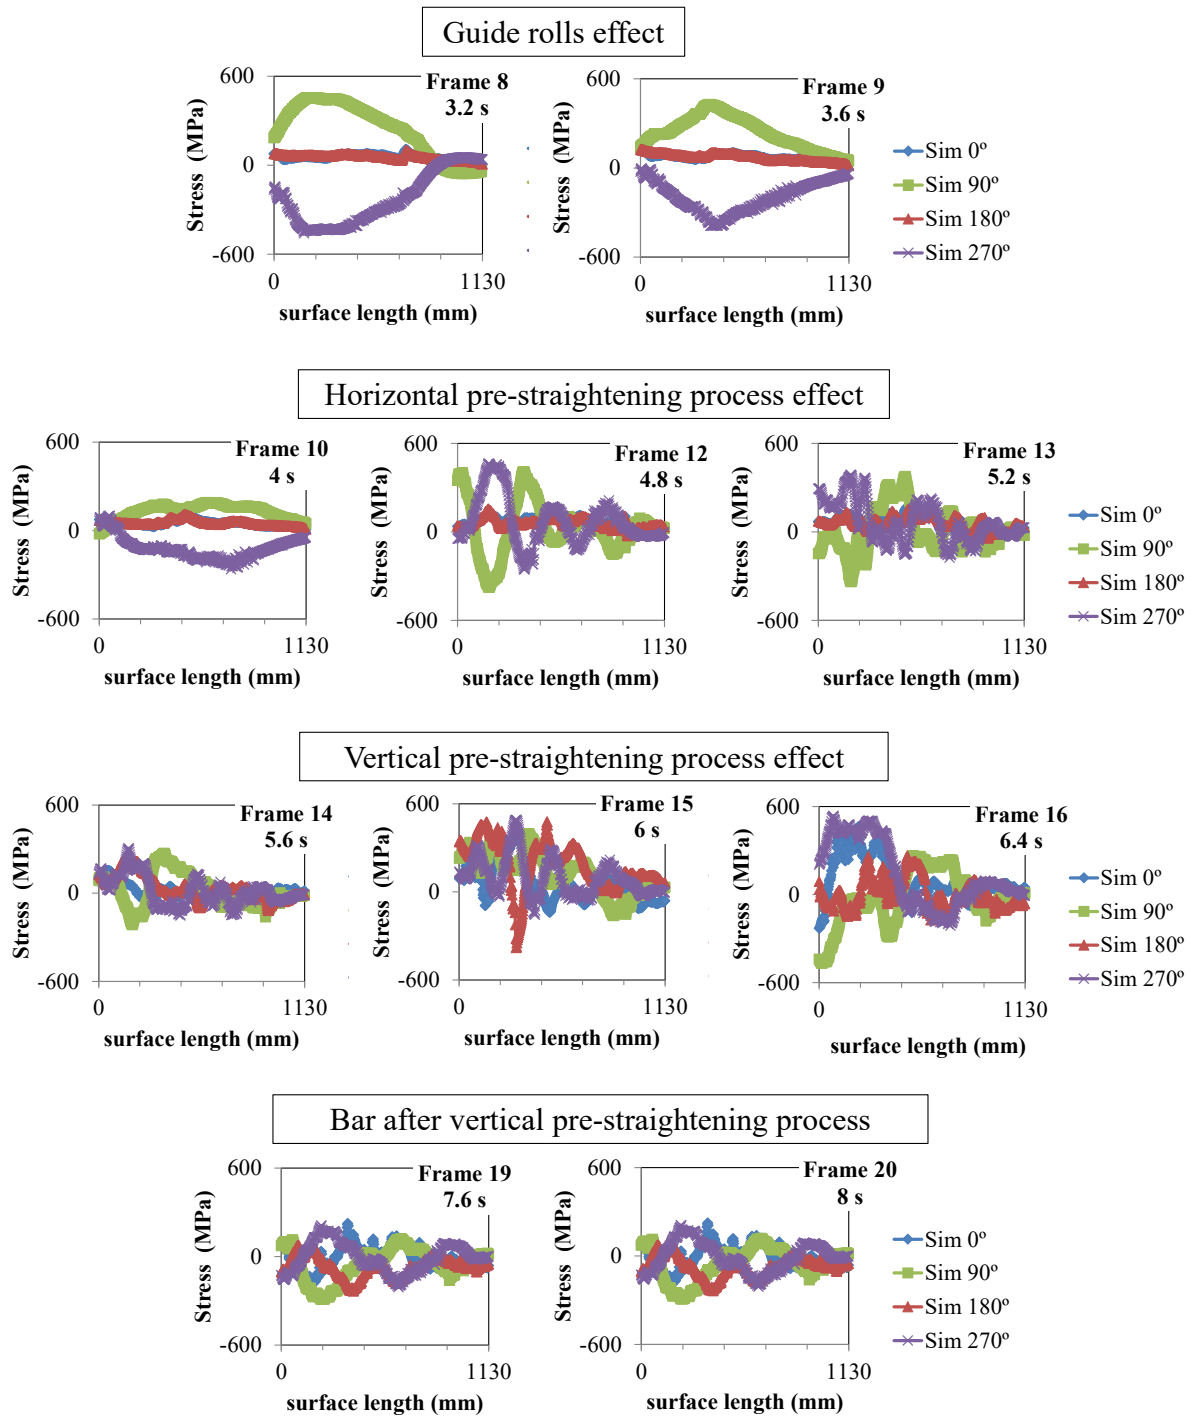 Guide rolls effect
600
0
-600
Stress (MPa)
Frame 8
3.2 s
0
1130
surface length (mm)
600
0
-600
Stress (MPa)
Frame 9
3.6 s
0
1130
surface length (mm)
Sim 0º
Sim 90º
Sim 180º
Sim 270º
Horizontal pre-straightening process effect
600
0
-600
Stress (MPa)
Frame 10
4 s
0
1130
surface length (mm)
600
0
-600
Stress (MPa)
Frame 12
4.8 s
0
1130
surface length (mm)
600
0
-600
Stress (MPa)
Frame 13
5.2 s
0
1130
surface length (mm)
Sim 0º
Sim 90º
Sim 180º
Sim 270º
Vertical pre-straightening process effect
600
0
-600
Stress (MPa)
Frame 14
5.6 s
0
1130
surface length (mm)
600
0
-600
Stress (MPa)
Frame 15
6 s
0
1130
surface length (mm)
600
0
-600
Stress (MPa)
Frame 16
6.4 s
0
1130
surface length (mm)
Sim 0º
Sim 90º
Sim 180º
Sim 270º
Bar after vertical pre-straightening process
600
0
-600
Stress (MPa)
Frame 19
7.6 s
0
1130
surface length (mm)
600
0
-600
Stress (MPa)
Frame 20
8 s
0
1130
surface length (mm)
Sim 0º
Sim 90º
Sim 180º
Sim 270º